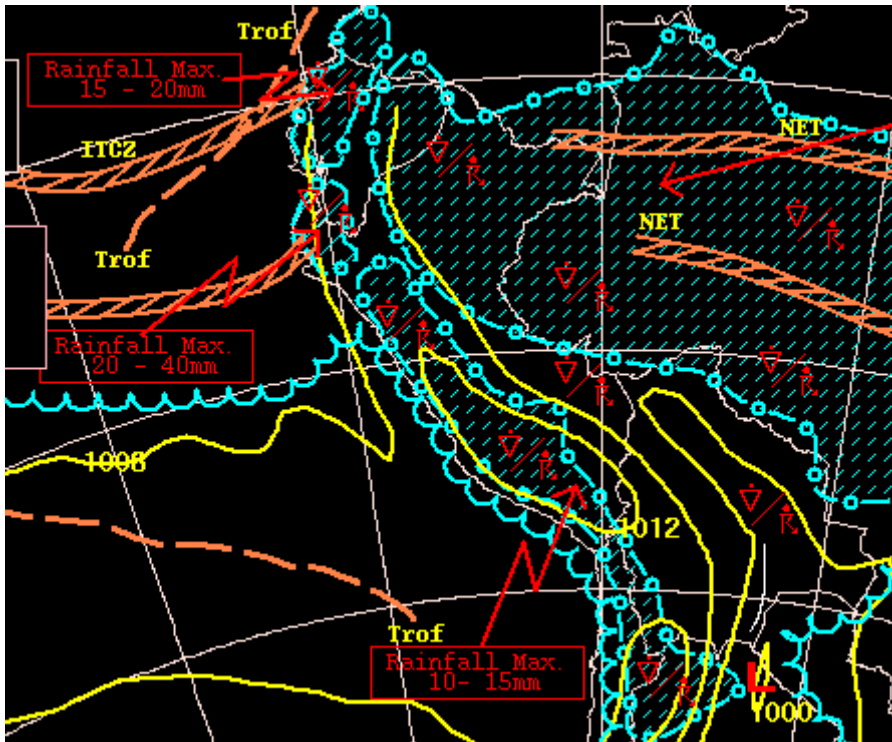 Trof
Rainfall Max.
15 - 20mm
R
NET
ITCZ
R
R
R
NET
R
Trof
R
R
Rainfall Max.
20 - 40mm
R
R
1008
R
R
1012
Trof
Rainfall Max.
10- 15mm
R
L
1000